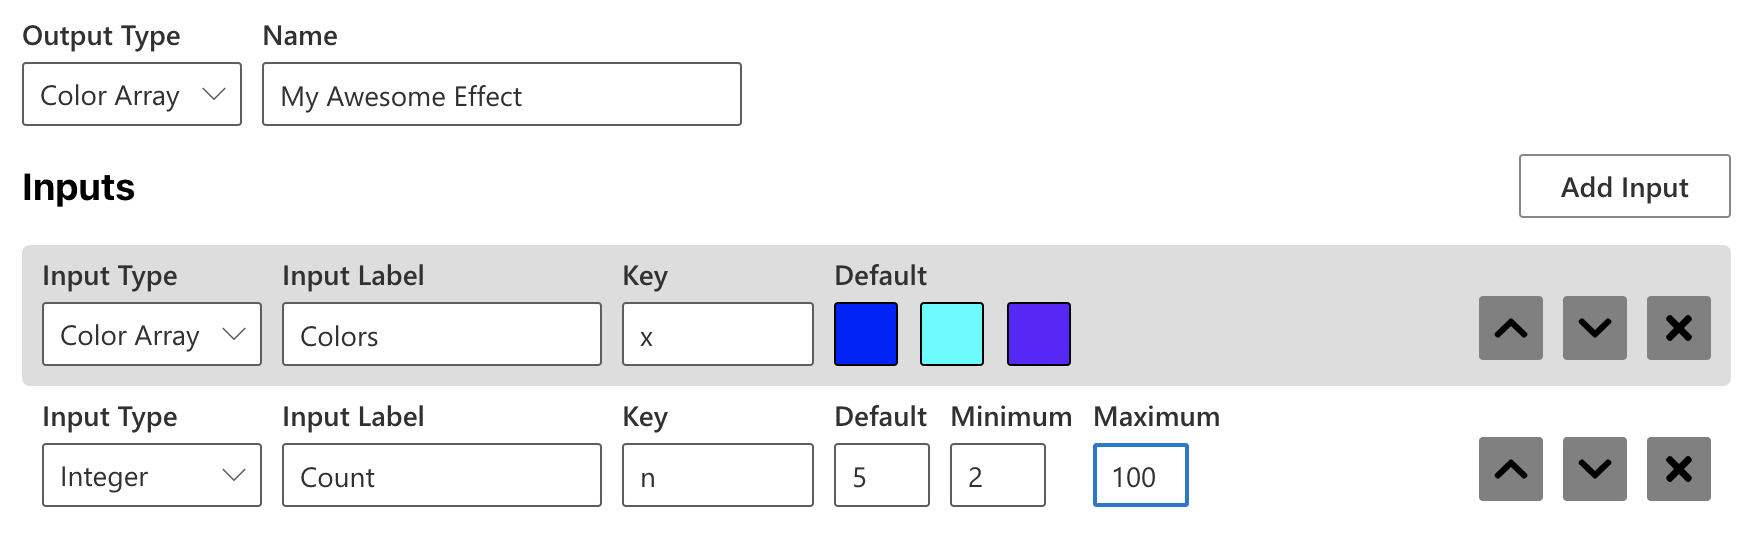 Output Type Name
Color Array My Awesome Effect
Inputs Add Input
Input Type Input Label Key Default
Color Array Colors x
Input Type Input Label Key Default Minimum Maximum
Integer Count n 5 2 100